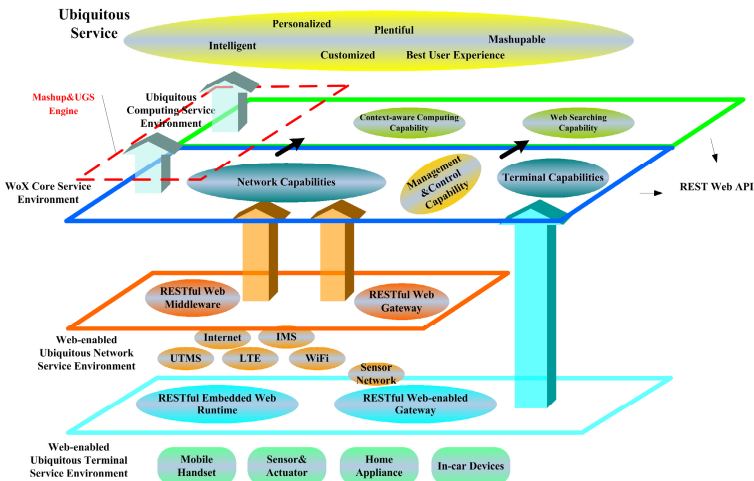 Ubiquitous
Service
Personalized
Plentiful
Intelligent
Mashupable
Customized
Best User Experience
Mashup&UGS
Engine
Ubiquitous
Computing Service
Environment
Context-aware Computing
Capability
Web Searching
Capability
WoX Core Service
Environment
Network Capabilities
Management
&Control
Capability
Terminal Capabilities
REST Web API
RESTful Web
Middleware
RESTful Web
Gateway
Web-enabled
Ubiquitous Network
Service Environment
Internet
IMS
UTMS
LTE
WiFi
Sensor
Network
RESTful Embedded Web
Runtime
RESTful Web-enabled
Gateway
Web-enabled
Ubiquitous Terminal
Service Environment
Mobile
Handset
Sensor&
Actuator
Home
Appliance
In-car Devices